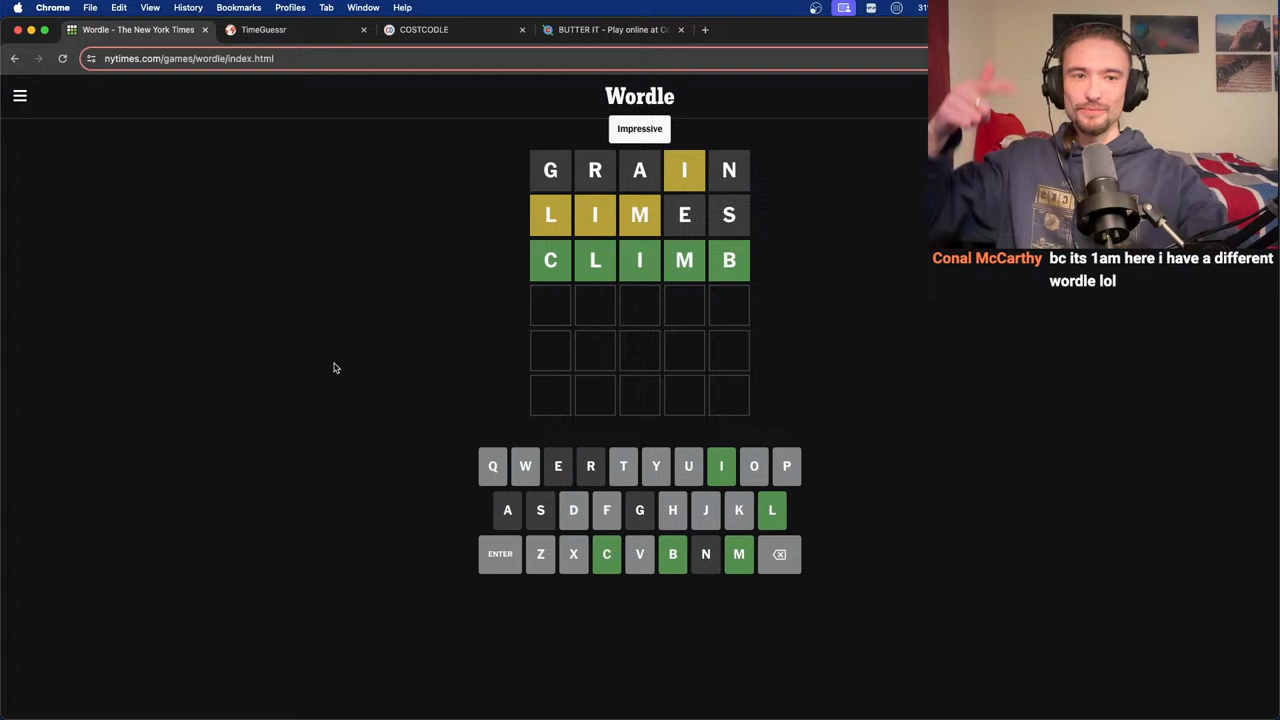 Chrome File Edit View History Bookmarks Profiles Tab Window Help 31
Wordle - The New York Times TimeGuessr COSTCODLE BUTTER IT - Play online at Co
nytimes.com/games/wordle/index.html
Wordle
Impressive
G R A I N
L I M E S
C L I M B
Q W E R T Y U I O P
A S D F G H J K L
ENTER Z X C V B N M
Conal McCarthy bc its 1am here i have a different
wordle lol